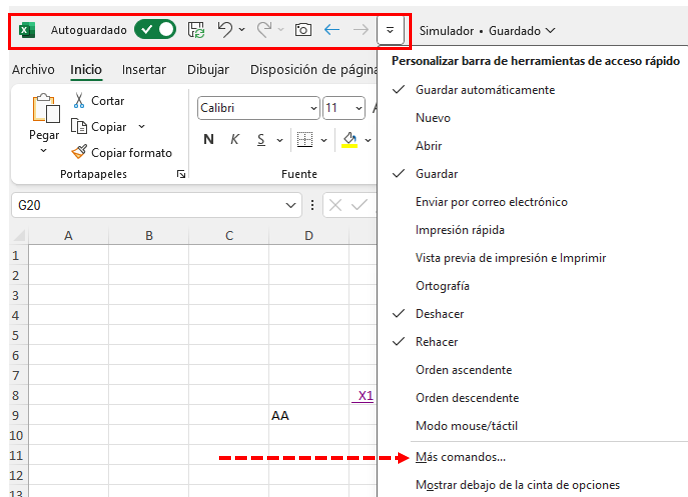 Autoguardado
Simulador • Guardado
Archivo Inicio Insertar Dibujar Disposición de página
Personalizar barra de herramientas de acceso rápido
Guardar automáticamente
Nuevo
Abrir
Guardar
Enviar por correo electrónico
Impresión rápida
Vista previa de impresión e Imprimir
Ortografía
Deshacer
Rehacer
Orden ascendente
Orden descendente
Modo mouse/táctil
Más comandos...
Mostrar debajo de la cinta de opciones
Pegar
Cortar
Copiar
Copiar formato
Portapapeles
Calibri 11 A
N K S
Fuente
G20
A B C D
1
2
3
4
5
6
7
8 X1
9 AA
10
11
12
13